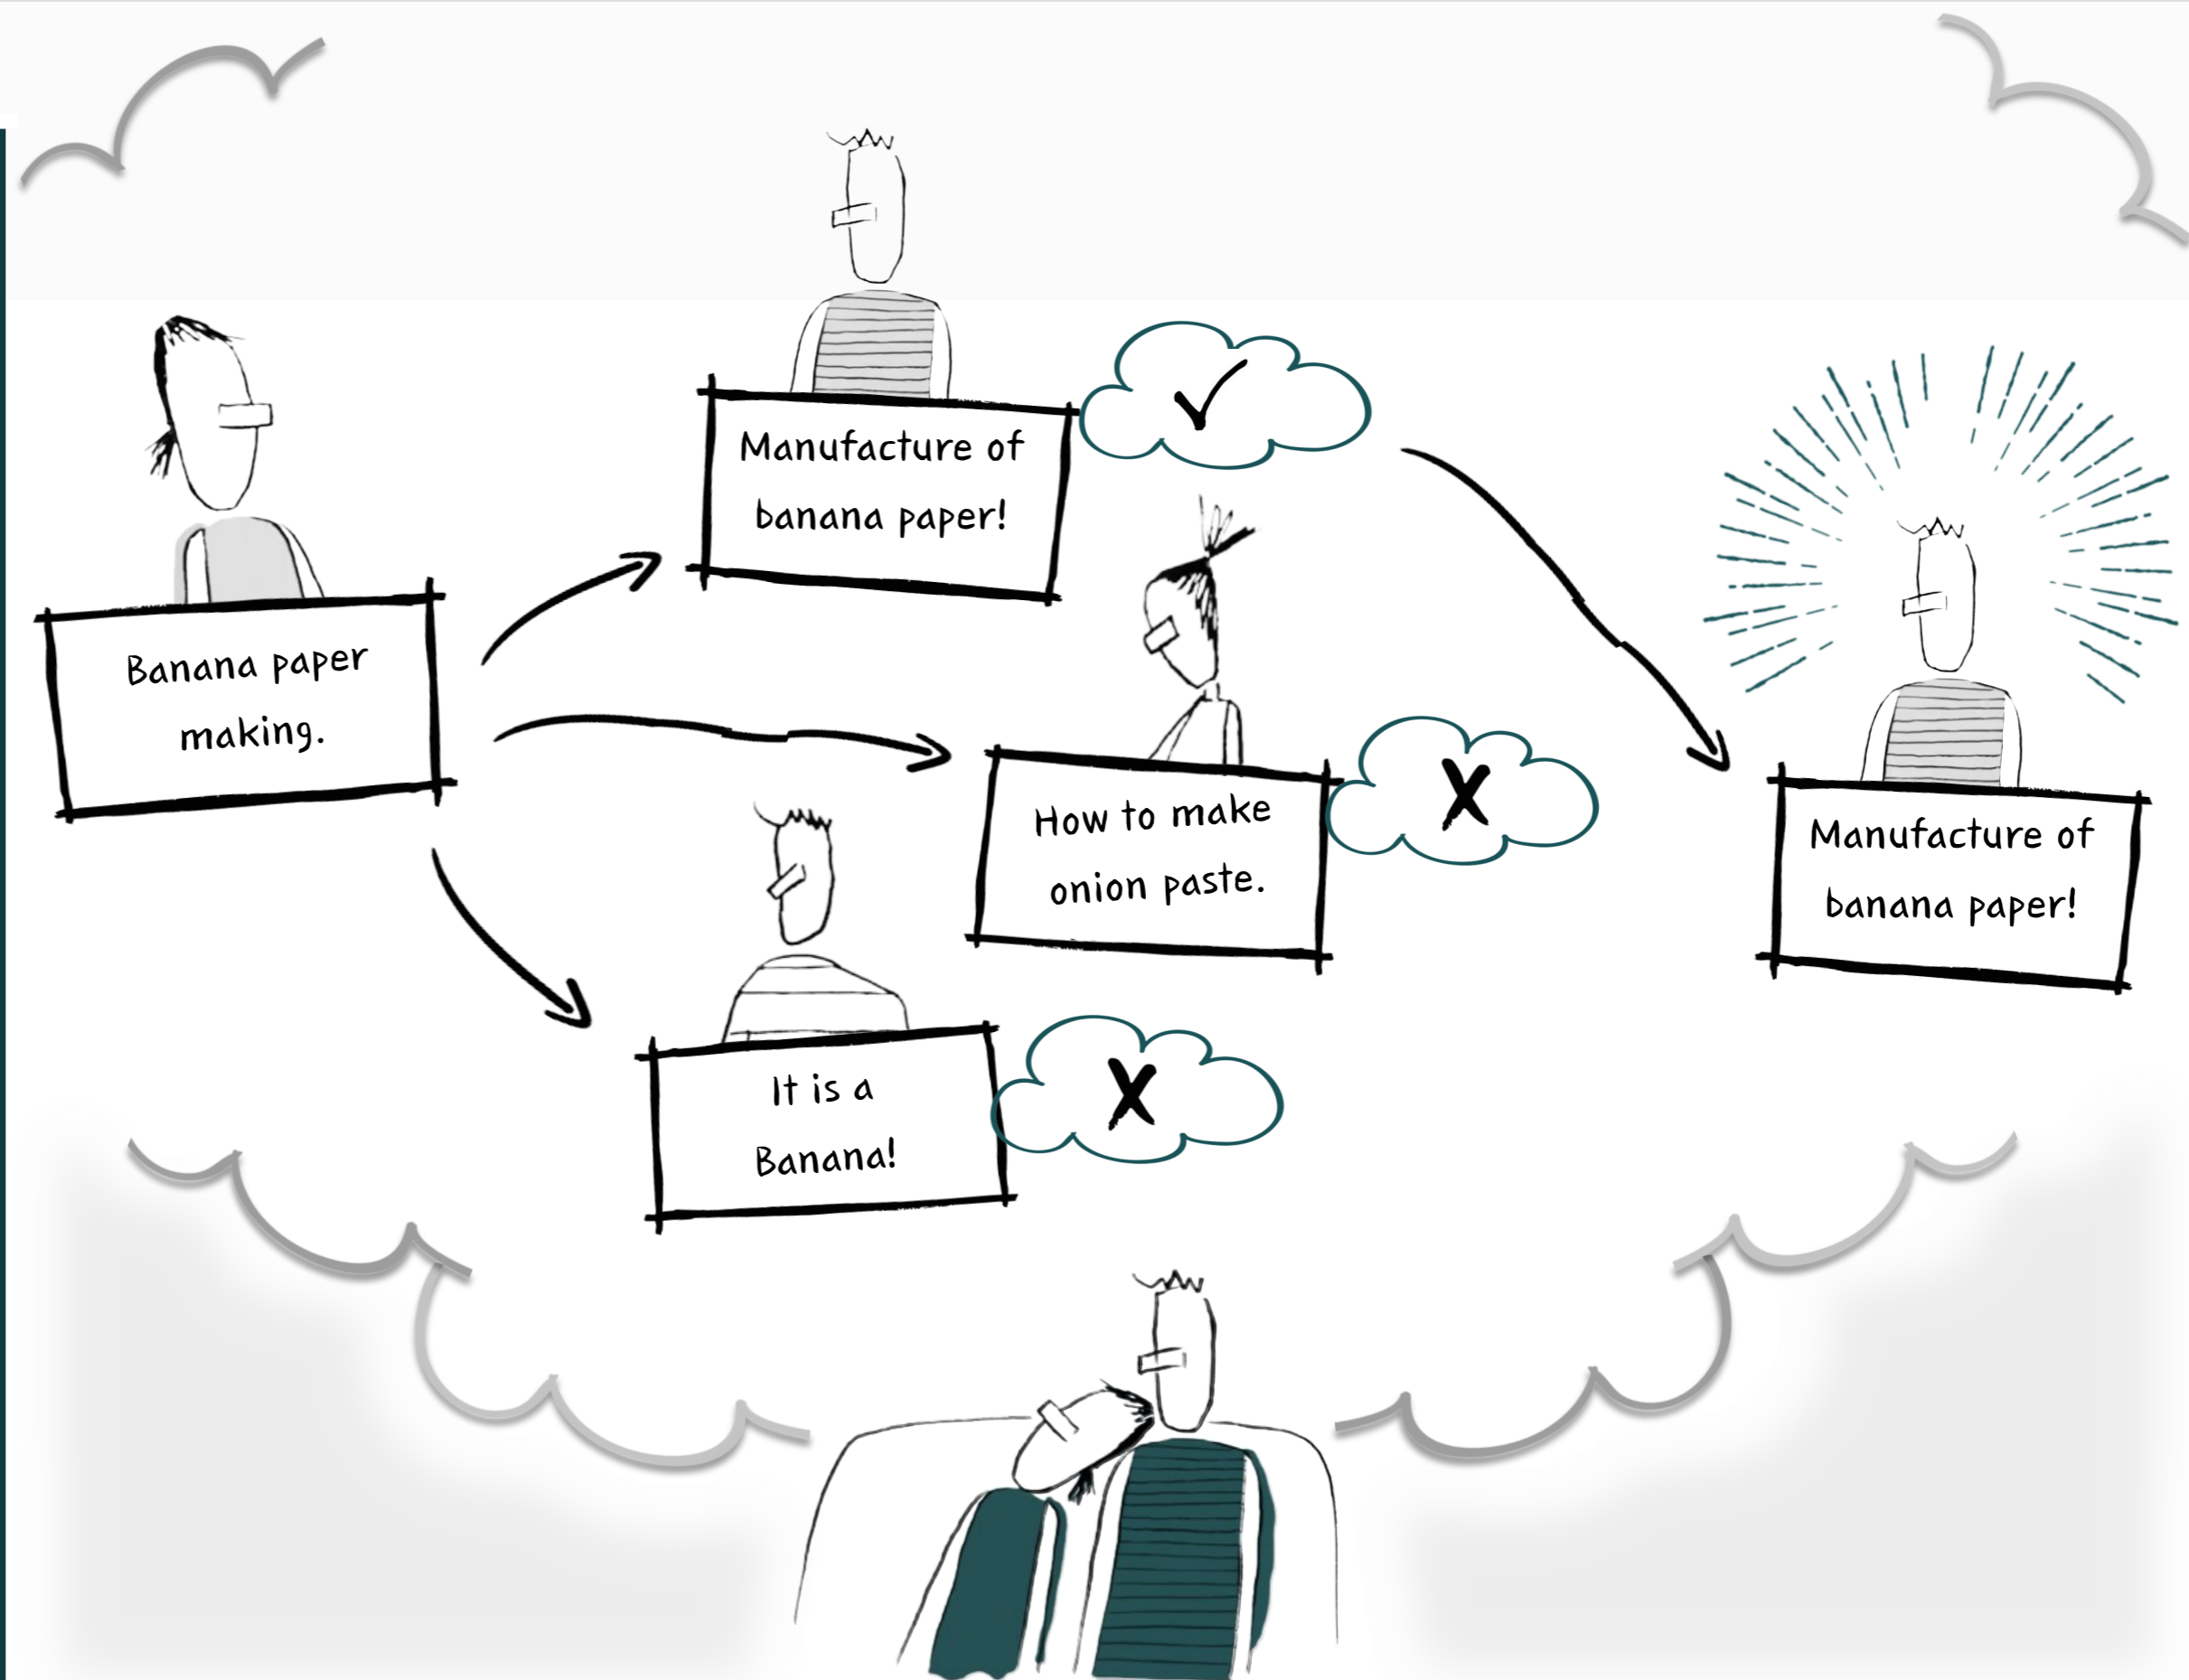 Banana paper
making.
Manufacture of
banana paper!
How to make
onion paste.
It is a
Banana!
Manufacture of
banana paper!